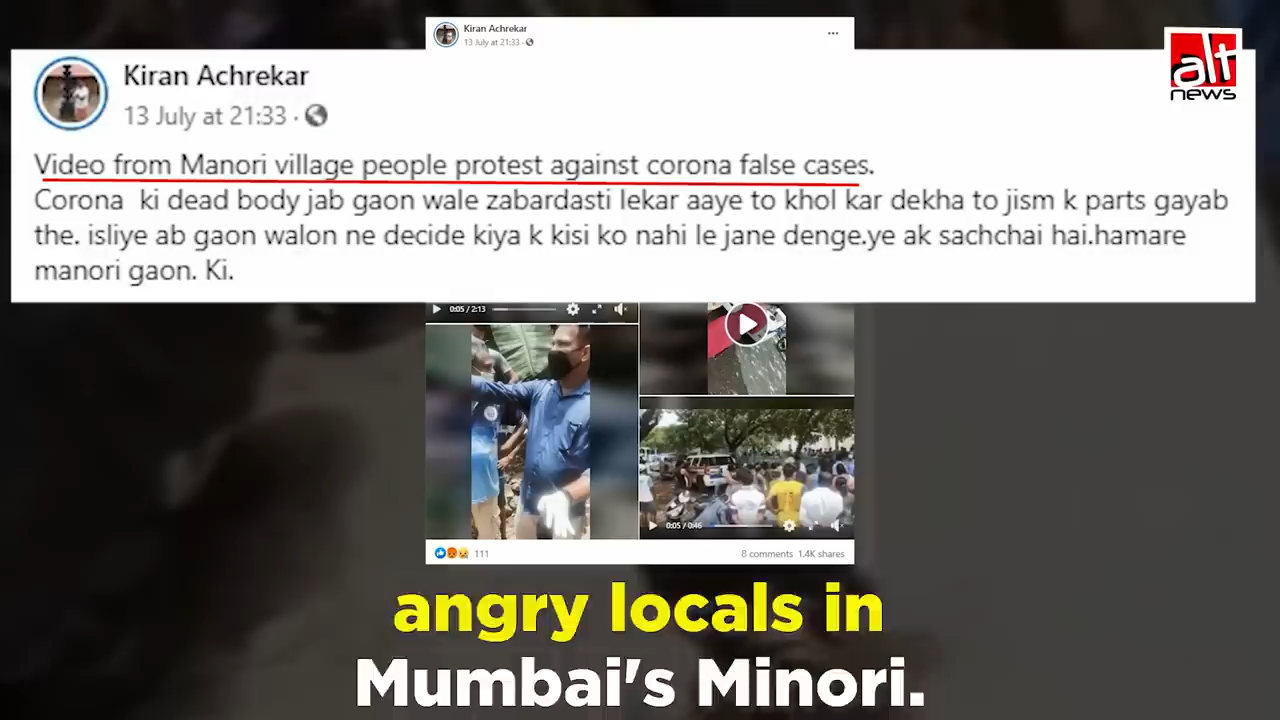 Kiran Achrekar
13 July at 21:33
Kiran Achrekar
13 July at 21:33
alt
news
Video from Manori village people protest against corona false cases.
Corona ki dead body jab gaon wale zabardasti lekar aaye to khol kar dekha to jism k parts gayab
the. isliye ab gaon walon ne decide kiya k kisi ko nahi le jane denge.ye ak sachchai hai.hamare
manori gaon. Ki.
0:05 / 2:13
0:05 / 0:46
111
8 comments 1.4K shares
angry locals in
Mumbai's Minori.